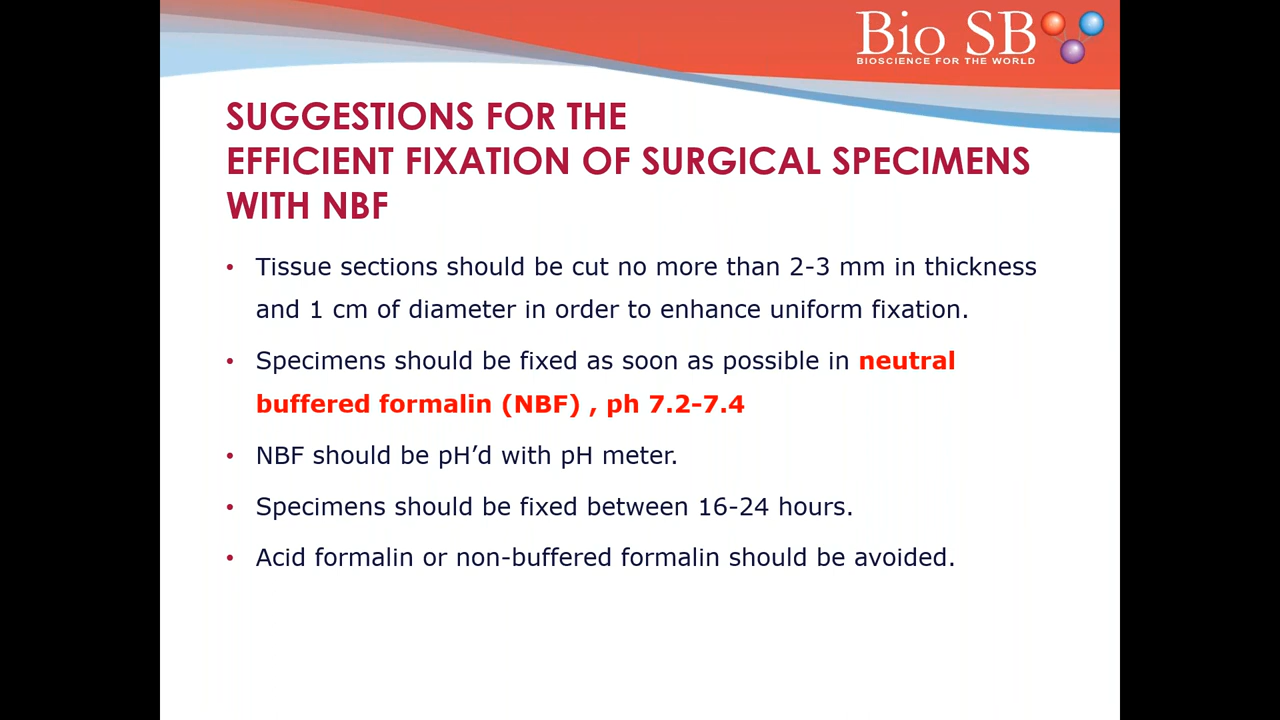 Bio SB
BIOSCIENCE FOR THE WORLD
SUGGESTIONS FOR THE
EFFICIENT FIXATION OF SURGICAL SPECIMENS
WITH NBF
• Tissue sections should be cut no more than 2-3 mm in thickness
and 1 cm of diameter in order to enhance uniform fixation.
• Specimens should be fixed as soon as possible in neutral
buffered formalin (NBF) , ph 7.2-7.4
• NBF should be pH’d with pH meter.
• Specimens should be fixed between 16-24 hours.
• Acid formalin or non-buffered formalin should be avoided.